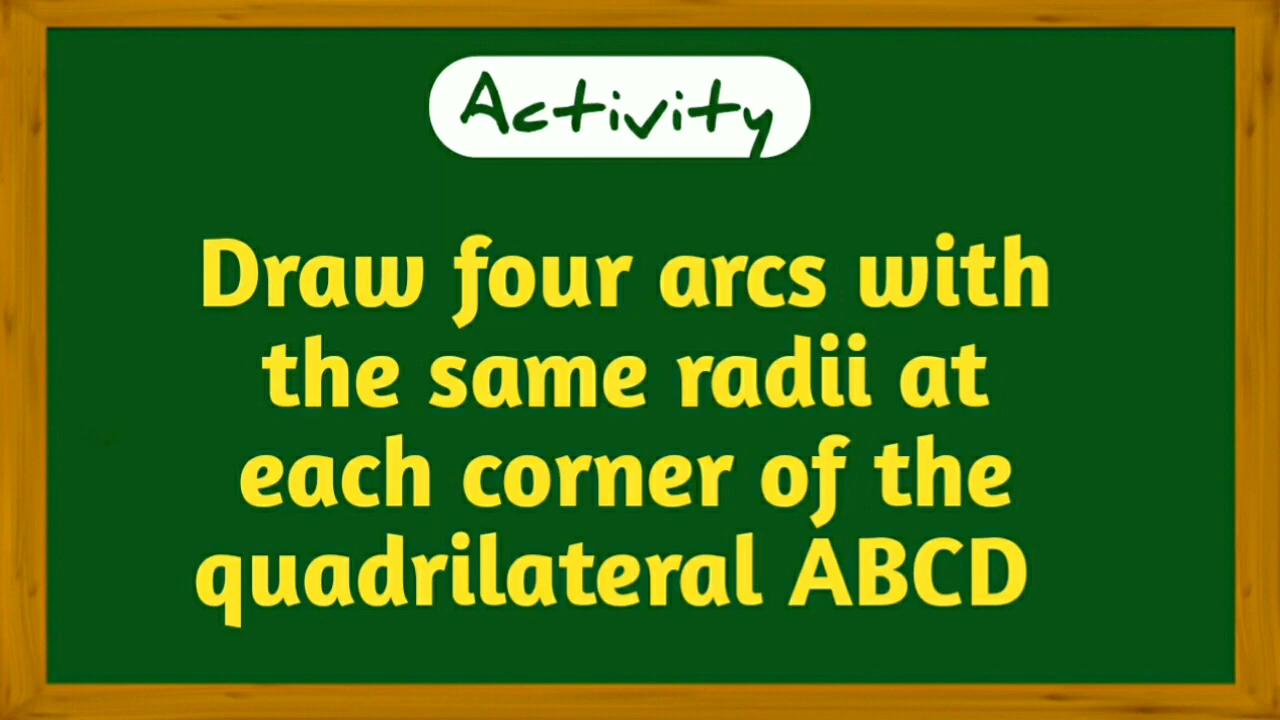 Activity
Draw four arcs with
the same radii at
each corner of the
quadrilateral ABCD